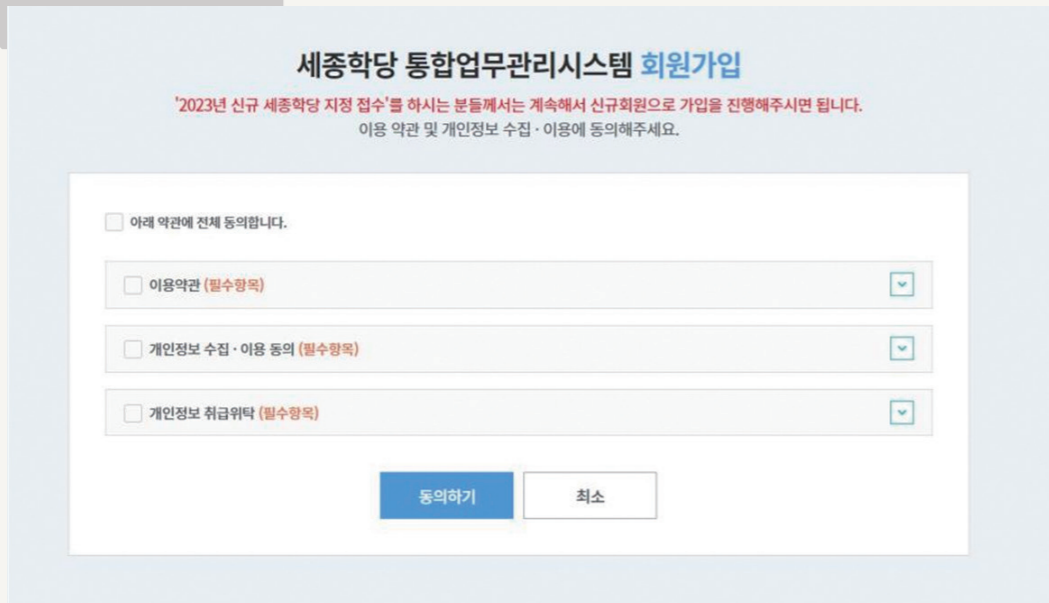 세종학당 통합업무관리시스템 회원가입
'2023년 신규 세종학당 지정 접수'를 하시는 분들께서는 계속해서 신규회원으로 가입을 진행해주시면 됩니다.
이용 약관 및 개인정보 수집 · 이용에 동의해주세요.
아래 약관에 전체 동의합니다.
이용약관 (필수항목)
개인정보 수집 · 이용 동의 (필수항목)
개인정보 취급위탁 (필수항목)
동의하기 최소